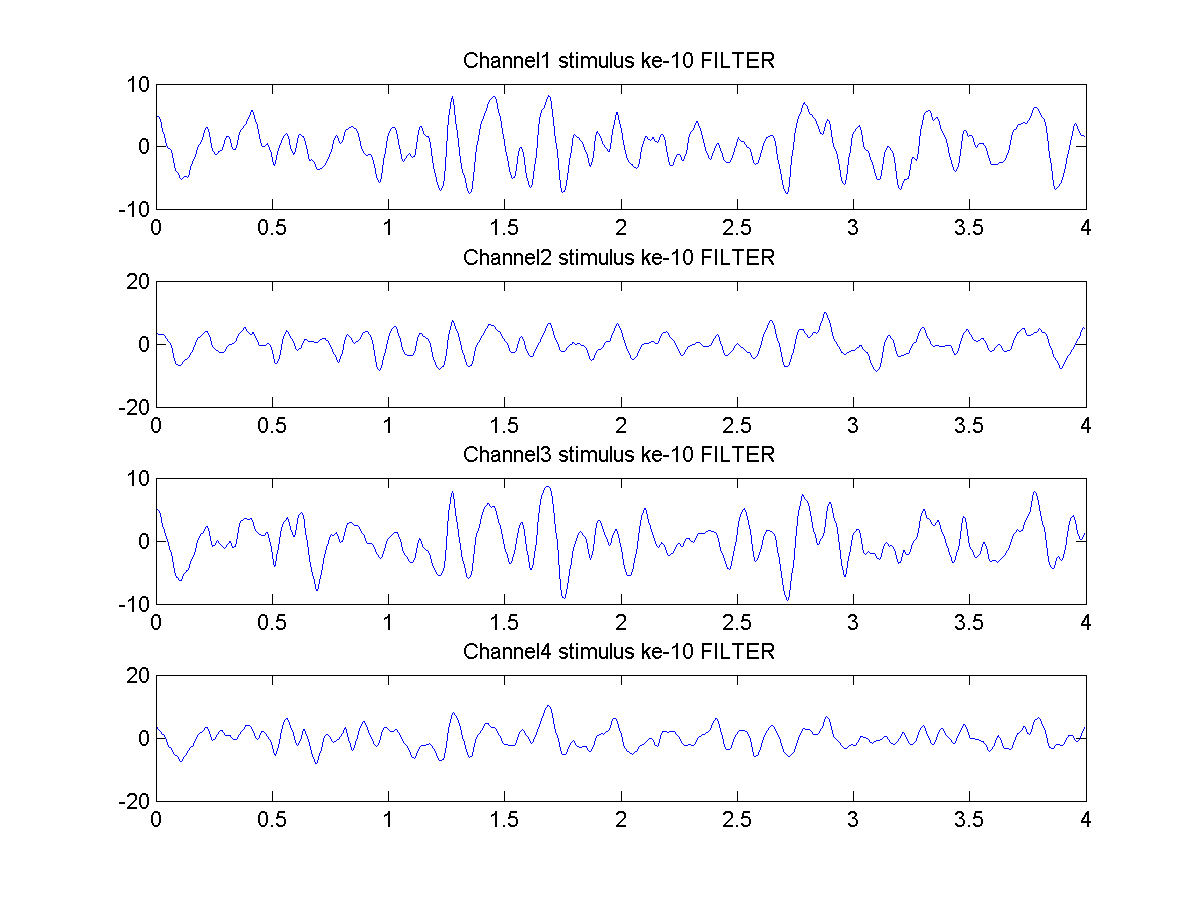 Channel1 stimulus ke-10 FILTER
10
0
-10
0 0.5 1 1.5 2 2.5 3 3.5 4
Channel2 stimulus ke-10 FILTER
20
0
-20
0 0.5 1 1.5 2 2.5 3 3.5 4
Channel3 stimulus ke-10 FILTER
10
0
-10
0 0.5 1 1.5 2 2.5 3 3.5 4
Channel4 stimulus ke-10 FILTER
20
0
-20
0 0.5 1 1.5 2 2.5 3 3.5 4